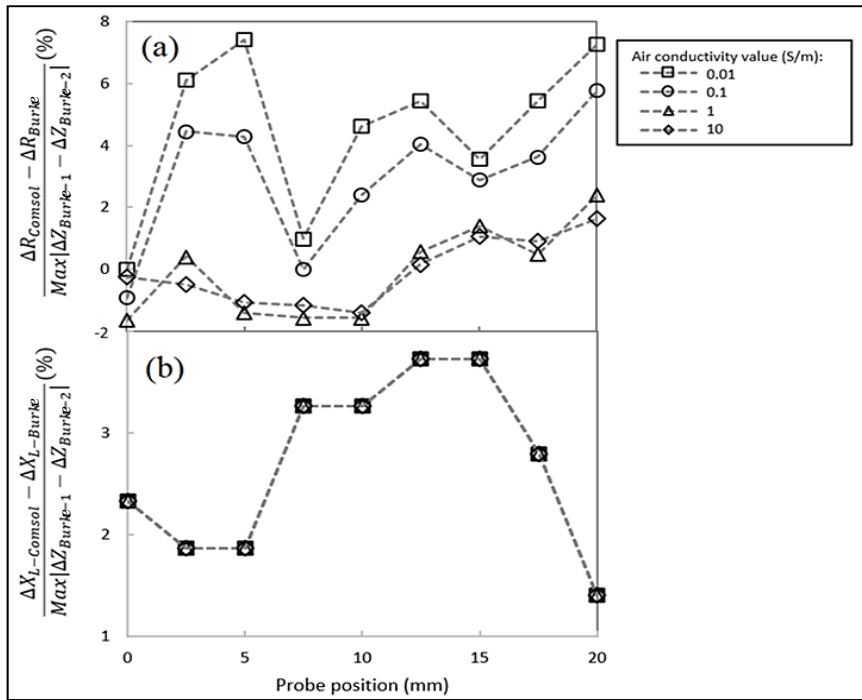 (a)
ΔR_Comsol − ΔR_Burke
Max|ΔZ_Burke−1 − ΔZ_Burke−2|
(%)
8
6
4
2
0
-2
Air conductivity value (S/m):
0.01
0.1
1
10
(b)
ΔX_L−Comsol − ΔX_L−Burke
Max|ΔZ_Burke−1 − ΔZ_Burke−2|
(%)
3
2
1
0 5 10 15 20
Probe position (mm)